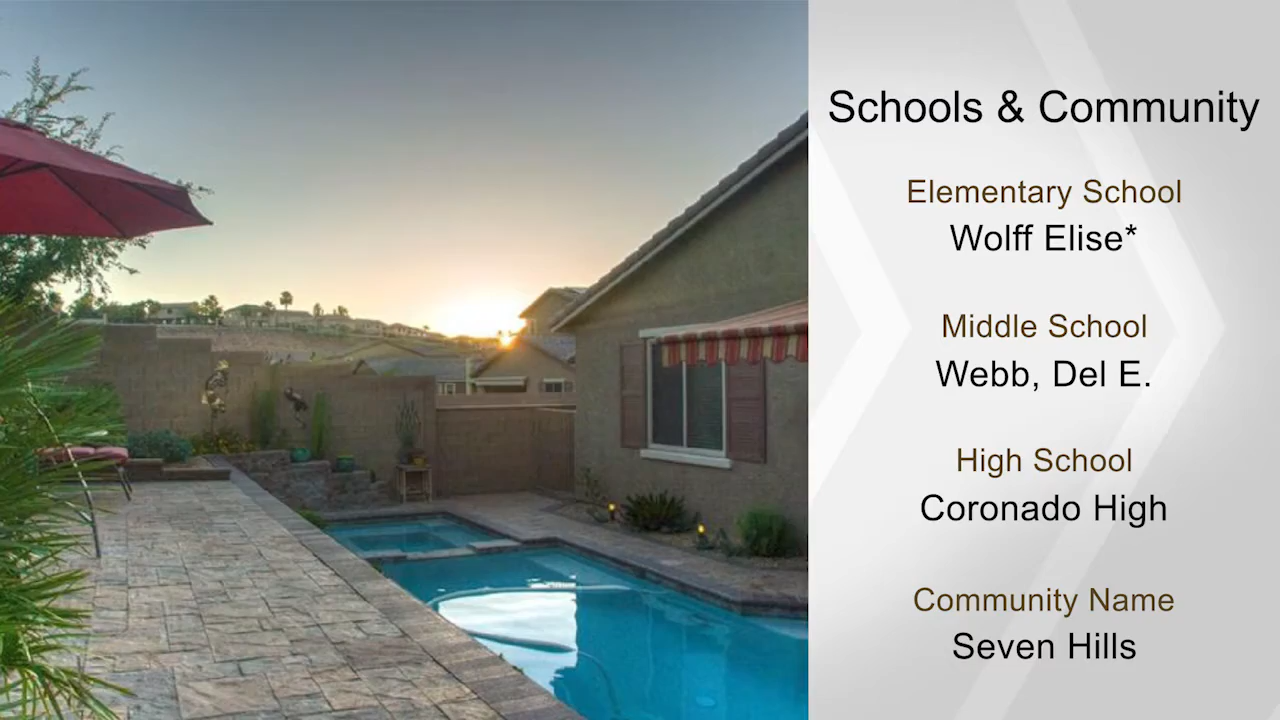 Schools & Community
Elementary School
Wolff Elise*
Middle School
Webb, Del E.
High School
Coronado High
Community Name
Seven Hills